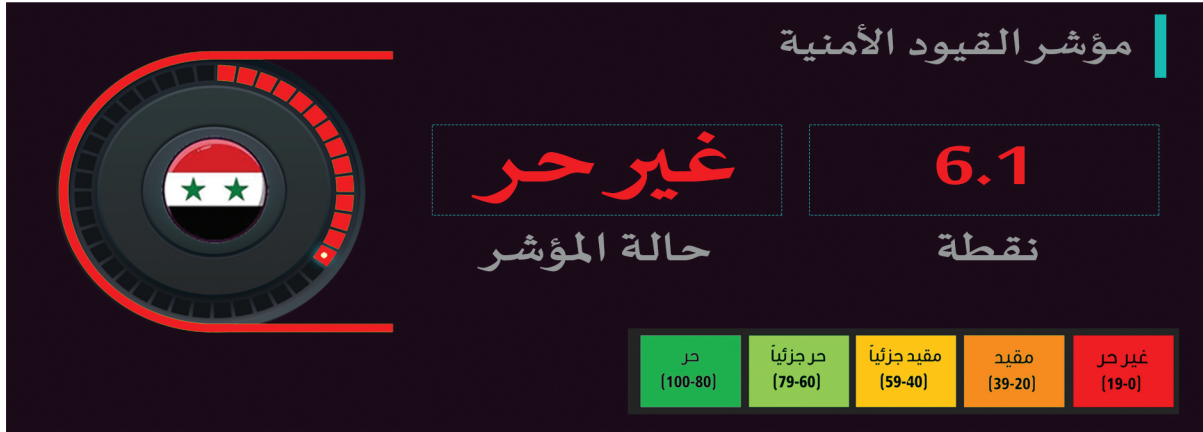 مؤشر القيود الأمنية
6.1
نقطة
غير حر
حالة المؤشر
غير حر
(19-0)
مقيد
(39-20)
مقيد جزئياً
(59-40)
حر جزئياً
(79-60)
حر
(100-80)